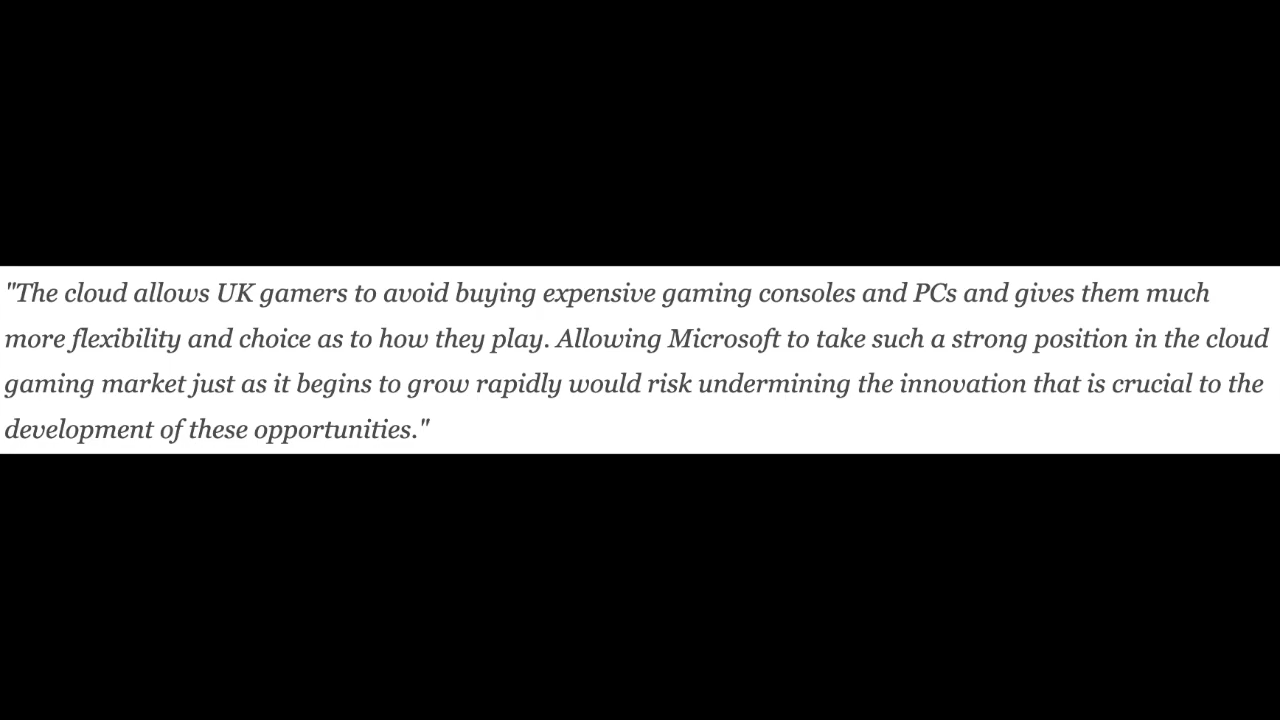 "The cloud allows UK gamers to avoid buying expensive gaming consoles and PCs and gives them much
more flexibility and choice as to how they play. Allowing Microsoft to take such a strong position in the cloud
gaming market just as it begins to grow rapidly would risk undermining the innovation that is crucial to the
development of these opportunities."